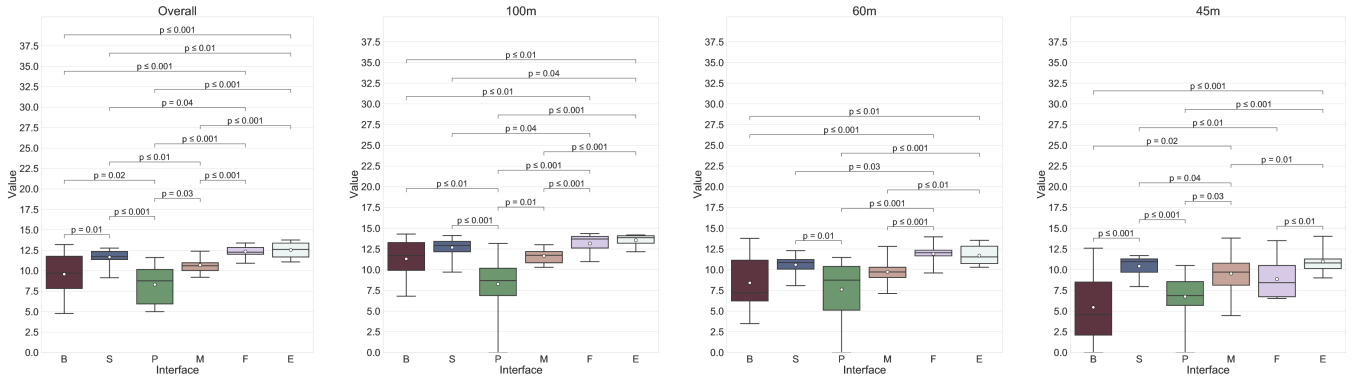 Overall
p ≤ 0.001
p ≤ 0.01
p ≤ 0.001
p ≤ 0.001
p = 0.04
p ≤ 0.001
p ≤ 0.001
p ≤ 0.01
p = 0.02
p ≤ 0.001
p = 0.03
p ≤ 0.001
p = 0.01
37.5
35.0
32.5
30.0
27.5
25.0
22.5
20.0
17.5
15.0
12.5
10.0
7.5
5.0
2.5
0.0
Value
B S P M F E
Interface
100m
p ≤ 0.01
p = 0.04
p ≤ 0.01
p ≤ 0.001
p = 0.04
p ≤ 0.001
p ≤ 0.001
p ≤ 0.01
p ≤ 0.001
p = 0.01
p ≤ 0.001
37.5
35.0
32.5
30.0
27.5
25.0
22.5
20.0
17.5
15.0
12.5
10.0
7.5
5.0
2.5
0.0
Value
B S P M F E
Interface
60m
p ≤ 0.01
p ≤ 0.001
p ≤ 0.001
p = 0.03
p ≤ 0.01
p ≤ 0.001
p ≤ 0.001
p = 0.01
37.5
35.0
32.5
30.0
27.5
25.0
22.5
20.0
17.5
15.0
12.5
10.0
7.5
5.0
2.5
0.0
Value
B S P M F E
Interface
45m
p ≤ 0.001
p ≤ 0.001
p ≤ 0.01
p = 0.02
p = 0.01
p = 0.04
p = 0.03
p ≤ 0.001
p ≤ 0.01
p ≤ 0.001
37.5
35.0
32.5
30.0
27.5
25.0
22.5
20.0
17.5
15.0
12.5
10.0
7.5
5.0
2.5
0.0
Value
B S P M F E
Interface